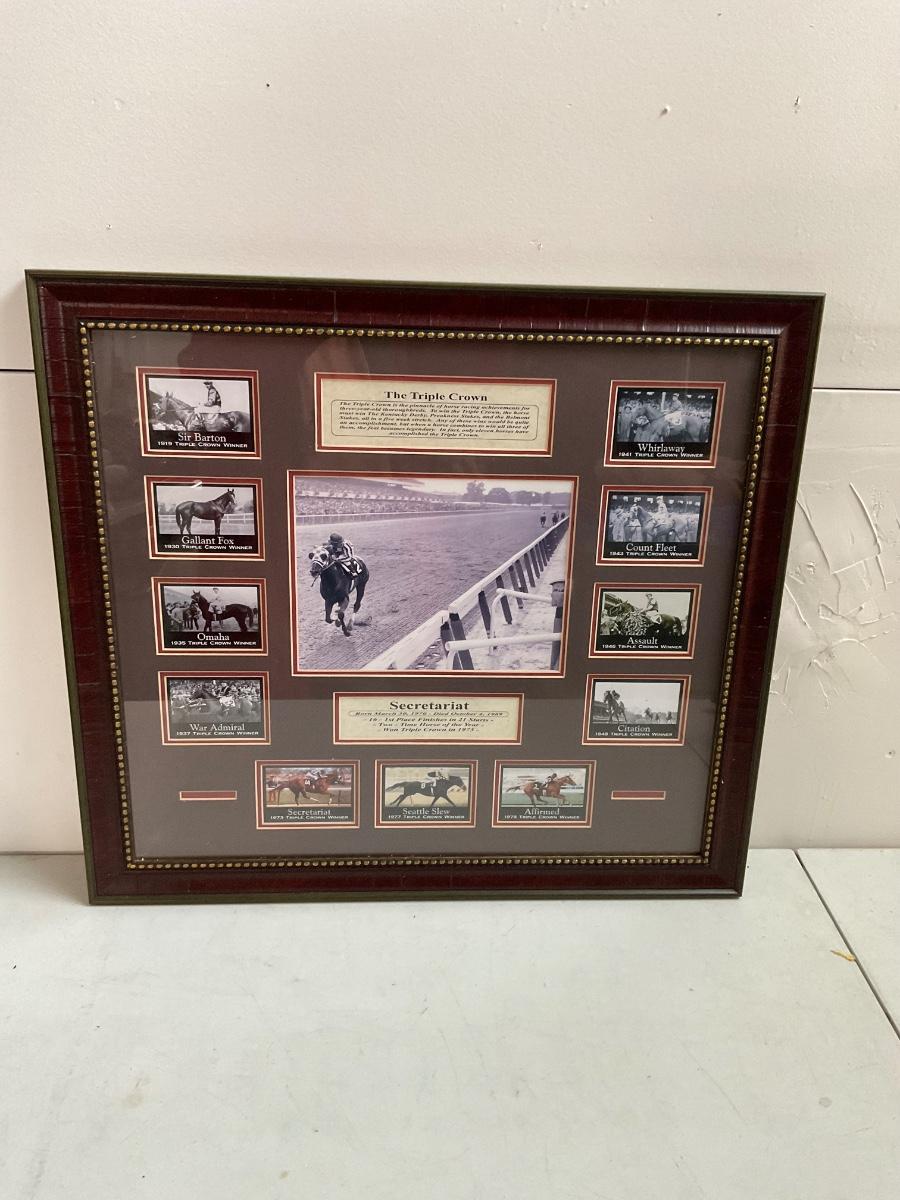 The Triple Crown
The Triple Crown is the pinnacle of horse racing achievements for
three-year-old thoroughbreds. To win the Triple Crown, the horse
must win The Kentucky Derby, Preakness Stakes, and the Belmont
Stakes, all in a five week stretch. Any of these wins would be quite
an accomplishment, but when a horse combines to win all three of
them, the feat becomes legendary. In fact, only eleven horses have
accomplished the Triple Crown.
Sir Barton
1919 Triple Crown Winner
Whirlaway
1941 Triple Crown Winner
Gallant Fox
1930 Triple Crown Winner
Count Fleet
1943 Triple Crown Winner
Omaha
1935 Triple Crown Winner
Assault
1946 Triple Crown Winner
War Admiral
1937 Triple Crown Winner
Citation
1948 Triple Crown Winner
Secretariat
Born March 30, 1970 - Died October 4, 1989
- 16 - 1st Place Finishes in 21 Starts -
- Two - Time Horse of the Year -
- Won Triple Crown in 1973 -
Secretariat
1973 Triple Crown Winner
Seattle Slew
1977 Triple Crown Winner
Affirmed
1978 Triple Crown Winner